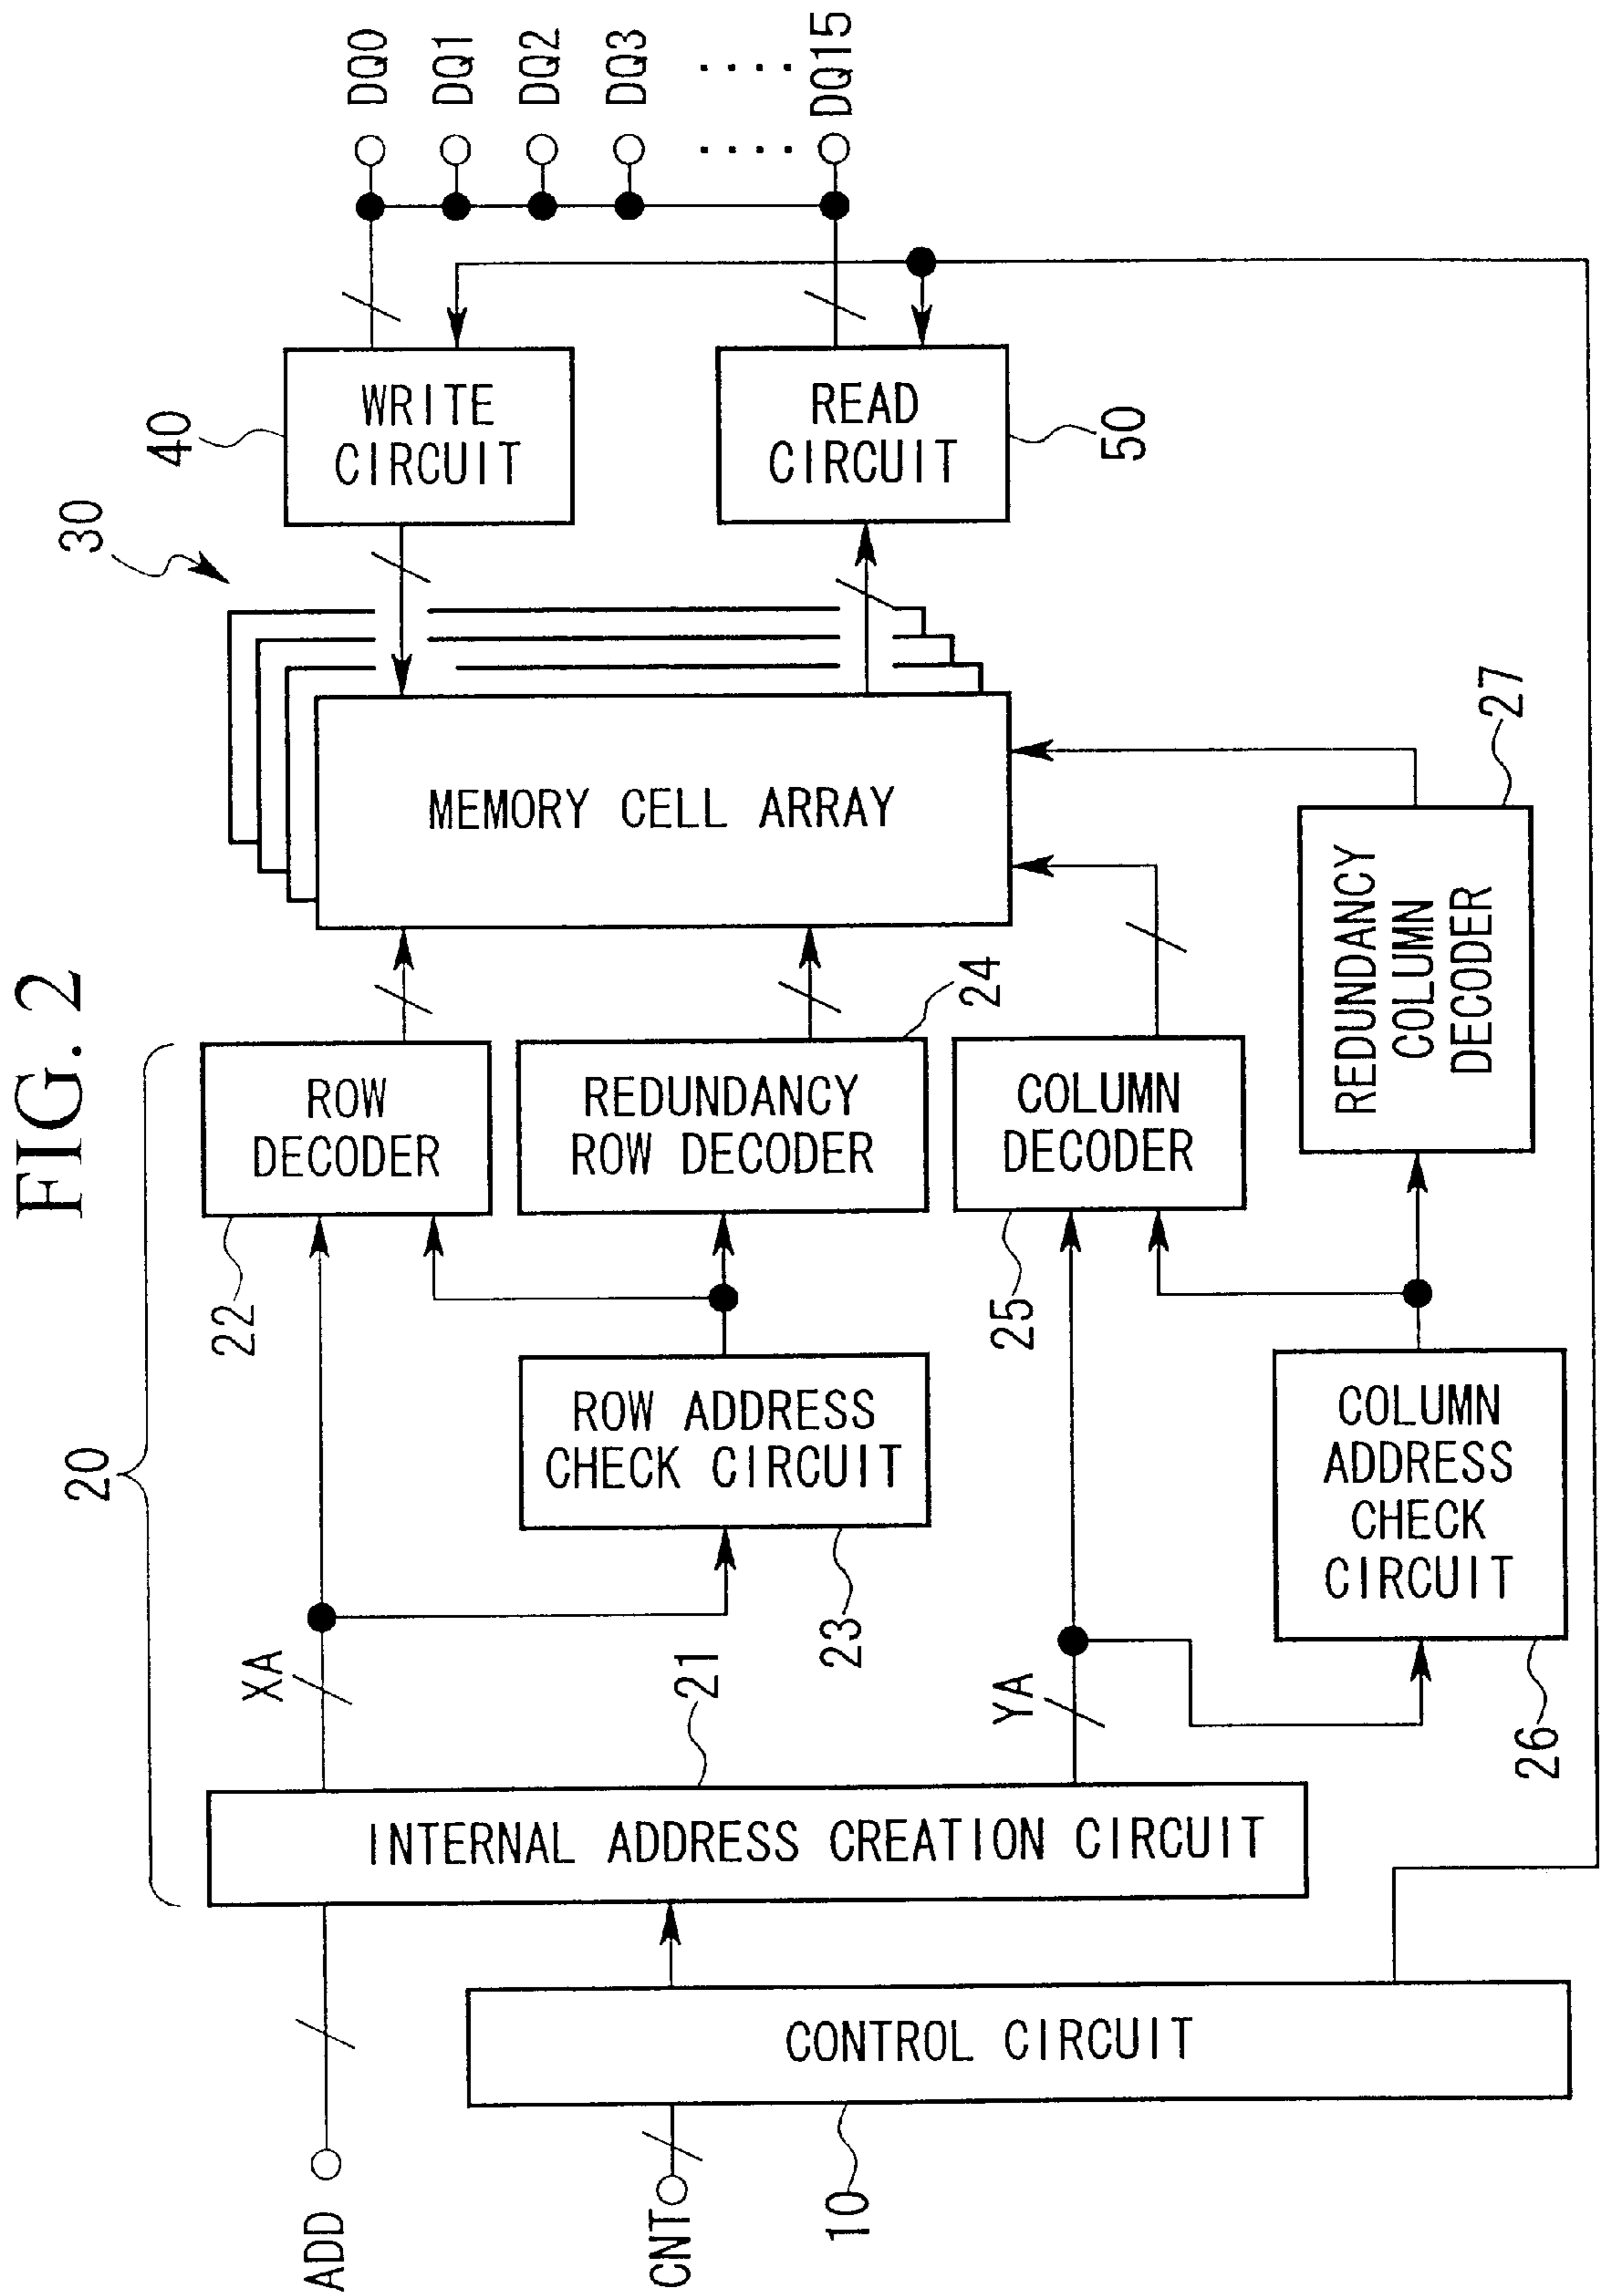 FIG. 2
20
30
40
WRITE
CIRCUIT
DQ0
DQ1
DQ2
DQ3
....
....
DQ15
READ
CIRCUIT
50
MEMORY CELL ARRAY
ROW
DECODER
22
REDUNDANCY
ROW DECODER
24
ROW ADDRESS
CHECK CIRCUIT
23
COLUMN
DECODER
25
REDUNDANCY
COLUMN
DECODER
27
COLUMN
ADDRESS
CHECK
CIRCUIT
26
XA
YA
21
INTERNAL ADDRESS CREATION CIRCUIT
CONTROL CIRCUIT
10
ADD
CNT